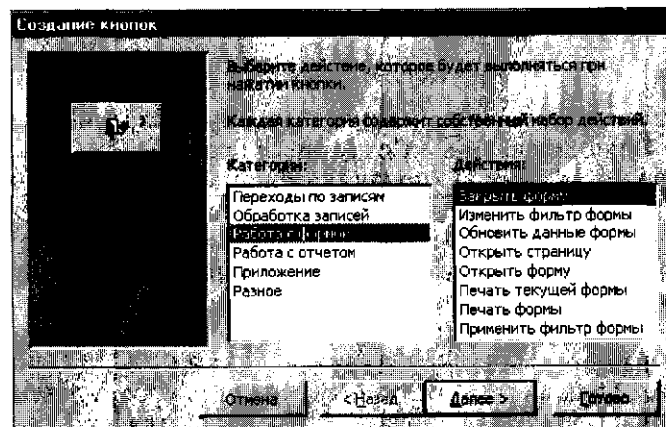 Создание кнопок
Выберите действие, которое будет выполняться при
нажатии кнопки.
Каждая категория содержит собственный набор действий.
Категории:
Действия:
Переходы по записям
Обработка записей
Работа с формой
Работа с отчетом
Приложение
Разное
Закрыть форму
Изменить фильтр формы
Обновить данные формы
Открыть страницу
Открыть форму
Печать текущей формы
Печать формы
Применить фильтр формы
Отмена
< Назад
Далее >
Готово